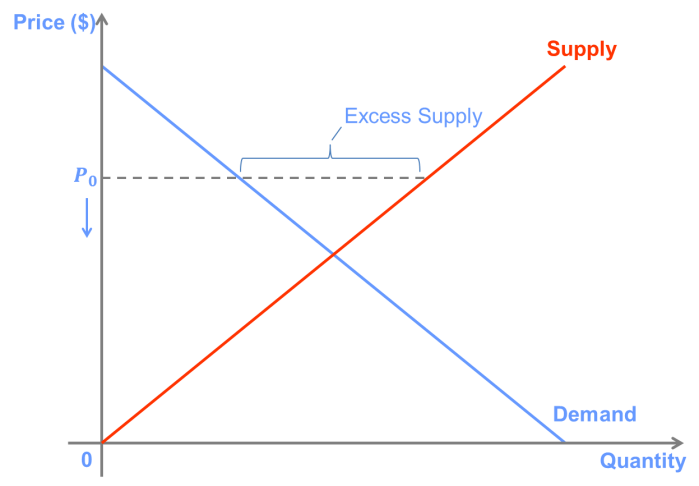 Price ($)
Supply
Excess Supply
P₀
Demand
0
Quantity